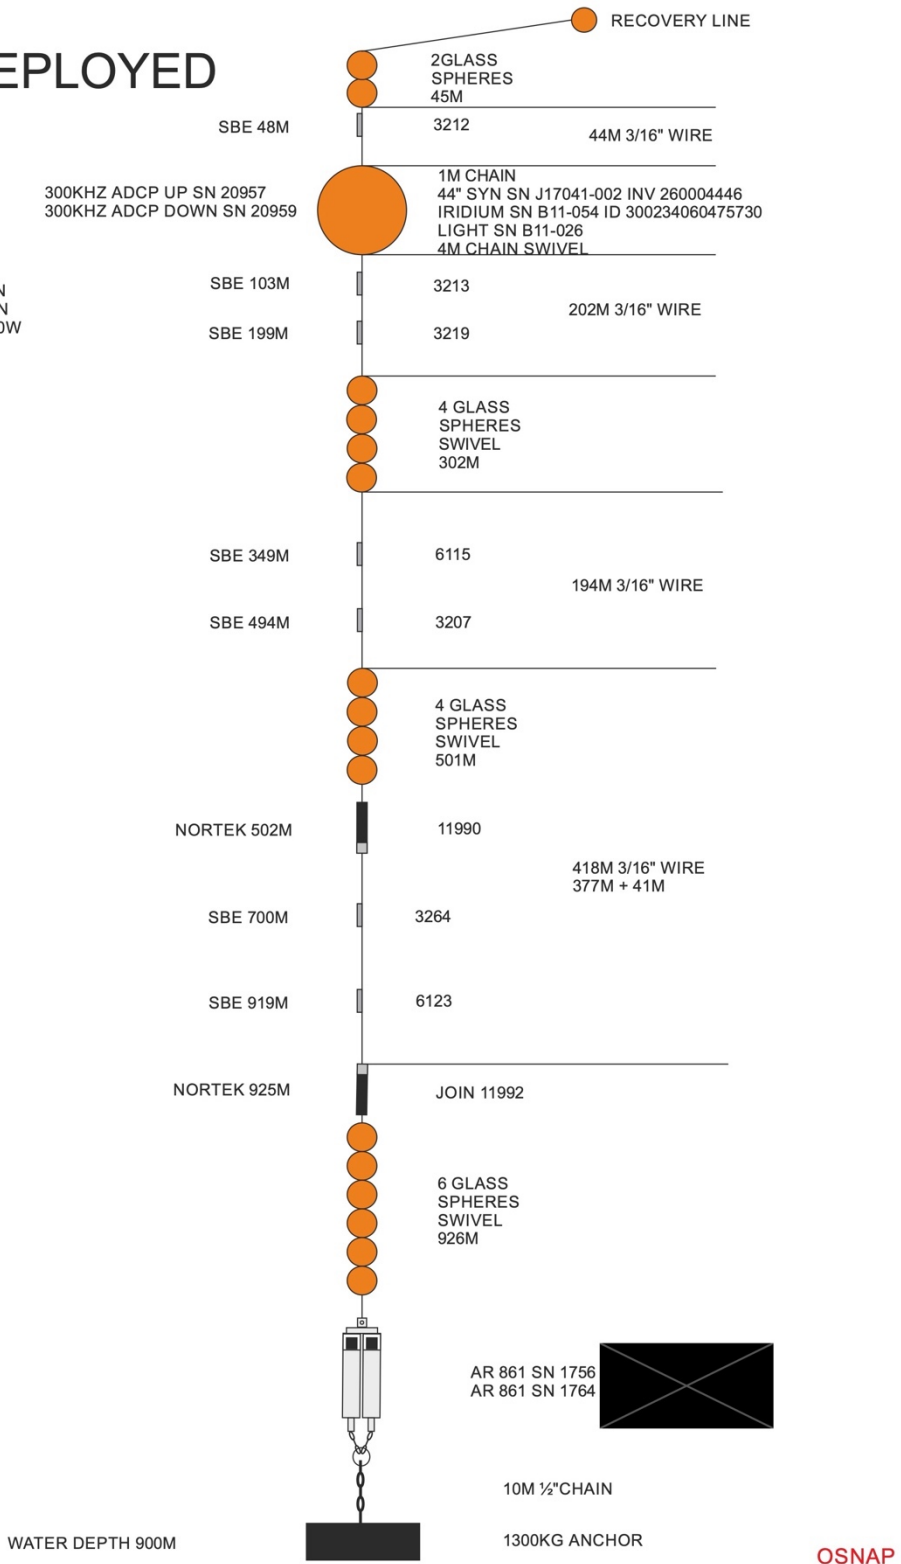 RECOVERY LINE
EPLOYED
2GLASS
SPHERES
45M
SBE 48M
3212
44M 3/16" WIRE
300KHZ ADCP UP SN 20957
300KHZ ADCP DOWN SN 20959
1M CHAIN
44" SYN SN J17041-002 INV 260004446
IRIDIUM SN B11-054 ID 300234060475730
LIGHT SN B11-026
4M CHAIN SWIVEL
SBE 103M
3213
N
N
0W
202M 3/16" WIRE
SBE 199M
3219
4 GLASS
SPHERES
SWIVEL
302M
SBE 349M
6115
194M 3/16" WIRE
SBE 494M
3207
4 GLASS
SPHERES
SWIVEL
501M
NORTEK 502M
11990
418M 3/16" WIRE
377M + 41M
SBE 700M
3264
SBE 919M
6123
NORTEK 925M
JOIN 11992
6 GLASS
SPHERES
SWIVEL
926M
AR 861 SN 1756
AR 861 SN 1764
10M ½"CHAIN
WATER DEPTH 900M
1300KG ANCHOR
OSNAP